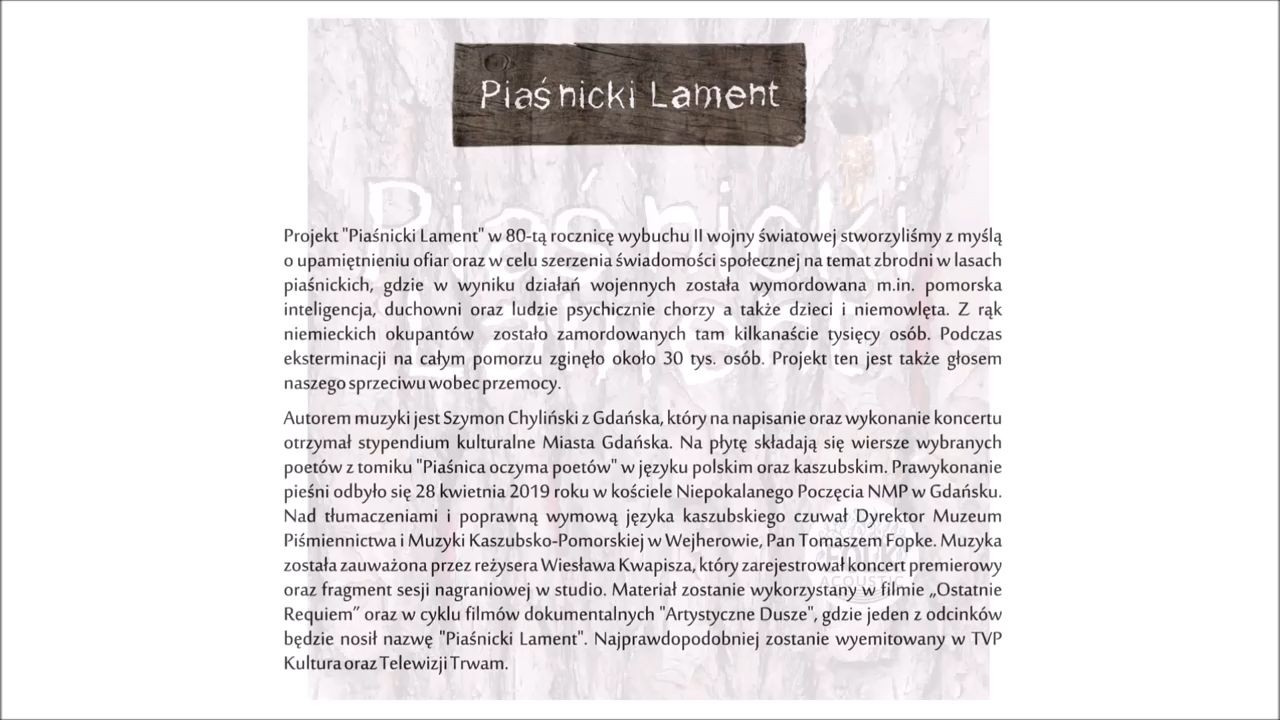 Piaśnicki Lament
Piaśnicki
Lament
Projekt "Piaśnicki Lament" w 80-tą rocznicę wybuchu II wojny światowej stworzyliśmy z myślą
o upamiętnieniu ofiar oraz w celu szerzenia świadomości społecznej na temat zbrodni w lasach
piaśnickich, gdzie w wyniku działań wojennych została wymordowana m.in. pomorska
inteligencja, duchowni oraz ludzie psychicznie chorzy a także dzieci i niemowlęta. Z rąk
niemieckich okupantów zostało zamordowanych tam kilkanaście tysięcy osób. Podczas
eksterminacji na całym pomorzu zginęło około 30 tys. osób. Projekt ten jest także głosem
naszego sprzeciwu wobec przemocy.
Autorem muzyki jest Szymon Chyliński z Gdańska, który na napisanie oraz wykonanie koncertu
otrzymał stypendium kulturalne Miasta Gdańska. Na płytę składają się wiersze wybranych
poetów z tomiku "Piaśnica oczyma poetów" w języku polskim oraz kaszubskim. Prawykonanie
pieśni odbyło się 28 kwietnia 2019 roku w kościele Niepokalanego Poczęcia NMP w Gdańsku.
Nad tłumaczeniami i poprawną wymową języka kaszubskiego czuwał Dyrektor Muzeum
Piśmiennictwa i Muzyki Kaszubsko-Pomorskiej w Wejherowie, Pan Tomaszem Fopke. Muzyka
została zauważona przez reżysera Wiesława Kwapisza, który zarejestrował koncert premierowy
oraz fragment sesji nagraniowej w studio. Materiał zostanie wykorzystany w filmie „Ostatnie
Requiem” oraz w cyklu filmów dokumentalnych "Artystyczne Dusze", gdzie jeden z odcinków
będzie nosił nazwę "Piaśnicki Lament". Najprawdopodobniej zostanie wyemitowany w TVP
Kultura oraz Telewizji Trwam.
FOLK
ACOUSTIC